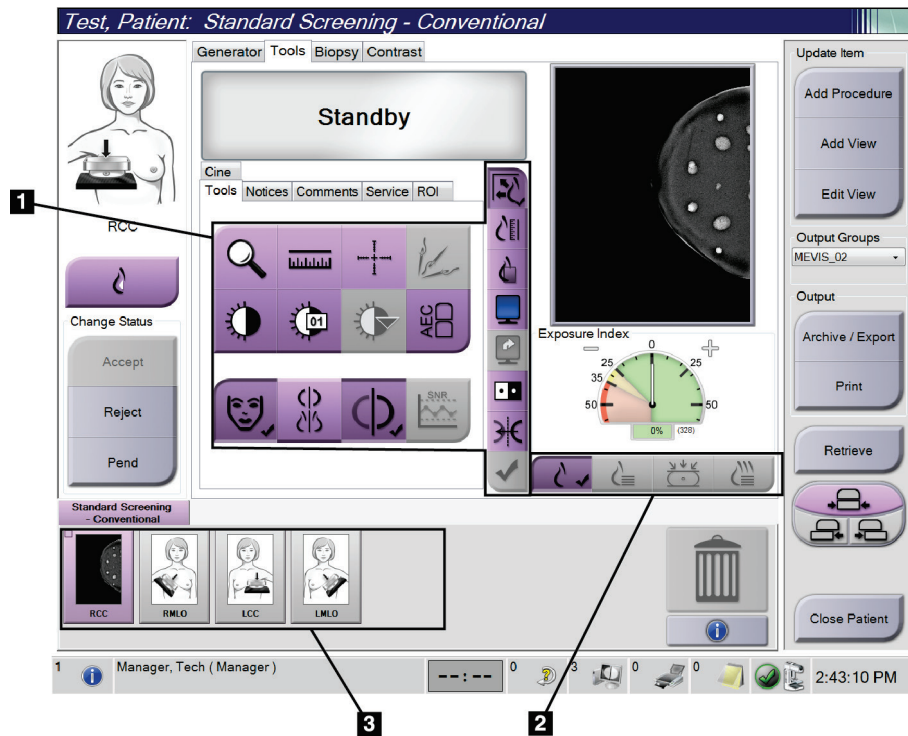 Test, Patient: Standard Screening - Conventional
Generator Tools Biopsy Contrast
Standby
Cine
Tools Notices Comments Service ROI
1
RCC
01
AEC
SNR
Change Status
Accept
Reject
Pend
Exposure Index
0
25 25
35
50 50
0% (328)
Update Item
Add Procedure
Add View
Edit View
Output Groups
MEVIS_02
Output
Archive / Export
Print
Retrieve
Close Patient
Standard Screening
- Conventional
RCC RMLO LCC LMLO
1 Manager, Tech ( Manager ) --:-- 0 3 0 0 2:43:10 PM
3 2